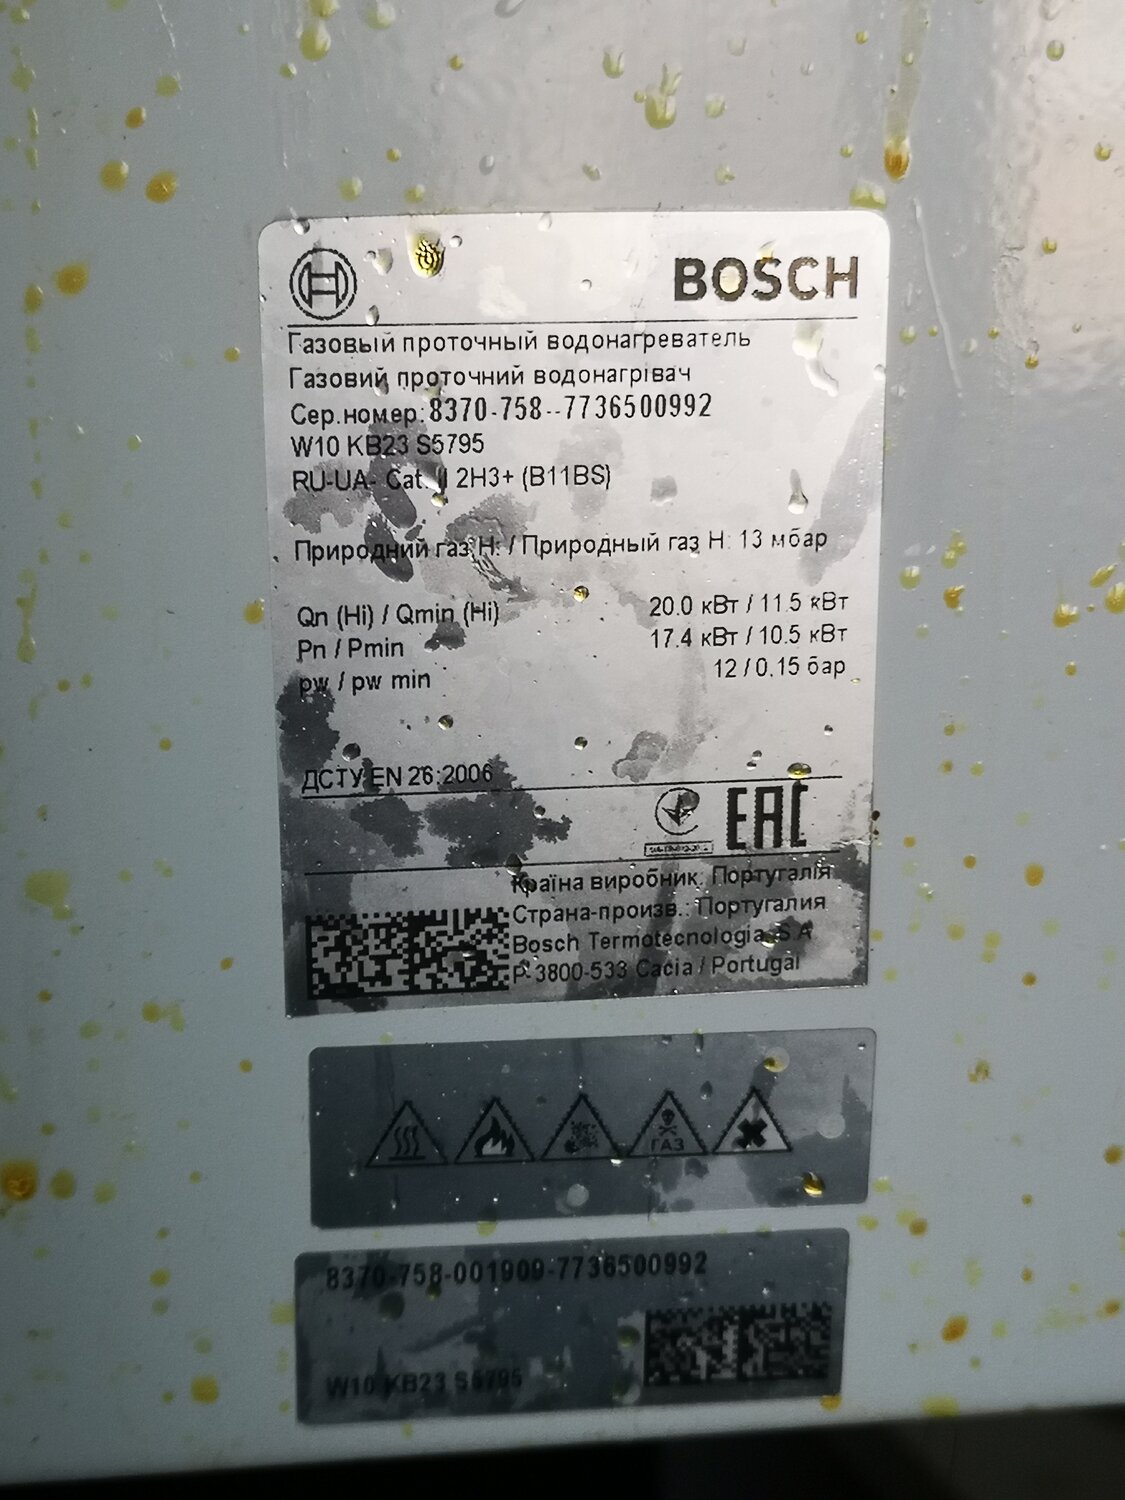 BOSCH
Газовый проточный водонагреватель
Газовий проточний водонагрівач
Сер.номер: 8370-758--7736500992
W10 KB23 S5795
RU-UA- Cat. II 2H3+ (B11BS)
Природний газ H: / Природный газ H: 13 мбар
Qn (Hi) / Qmin (Hi) 20.0 кВт / 11.5 кВт
Pn / Pmin 17.4 кВт / 10.5 кВт
pw / pw min 12 / 0.15 бар
ДСТУ EN 26:2006
EAC
Країна виробник: Португалія
Страна-произв.: Португалия
Bosch Termotecnologia, S.A
P-3800-533 Cacia / Portugal
ГАЗ
8370-758-001909-7736500992
W10 KB23 S5795